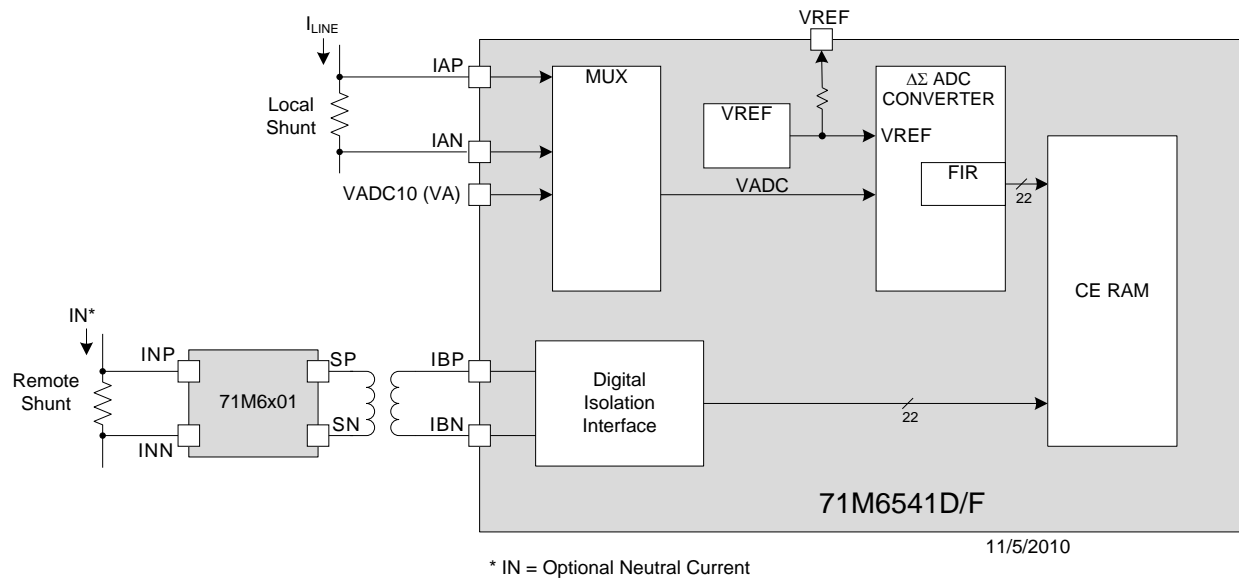 I_LINE
VREF
IAP
MUX
ΔΣ ADC
CONVERTER
Local
Shunt
VREF
VREF
IAN
FIR
VADC10 (VA)
VADC
22
CE RAM
IN*
INP
SP
IBP
Remote
Shunt
71M6x01
Digital
Isolation
Interface
22
INN
SN
IBN
71M6541D/F
11/5/2010
* IN = Optional Neutral Current